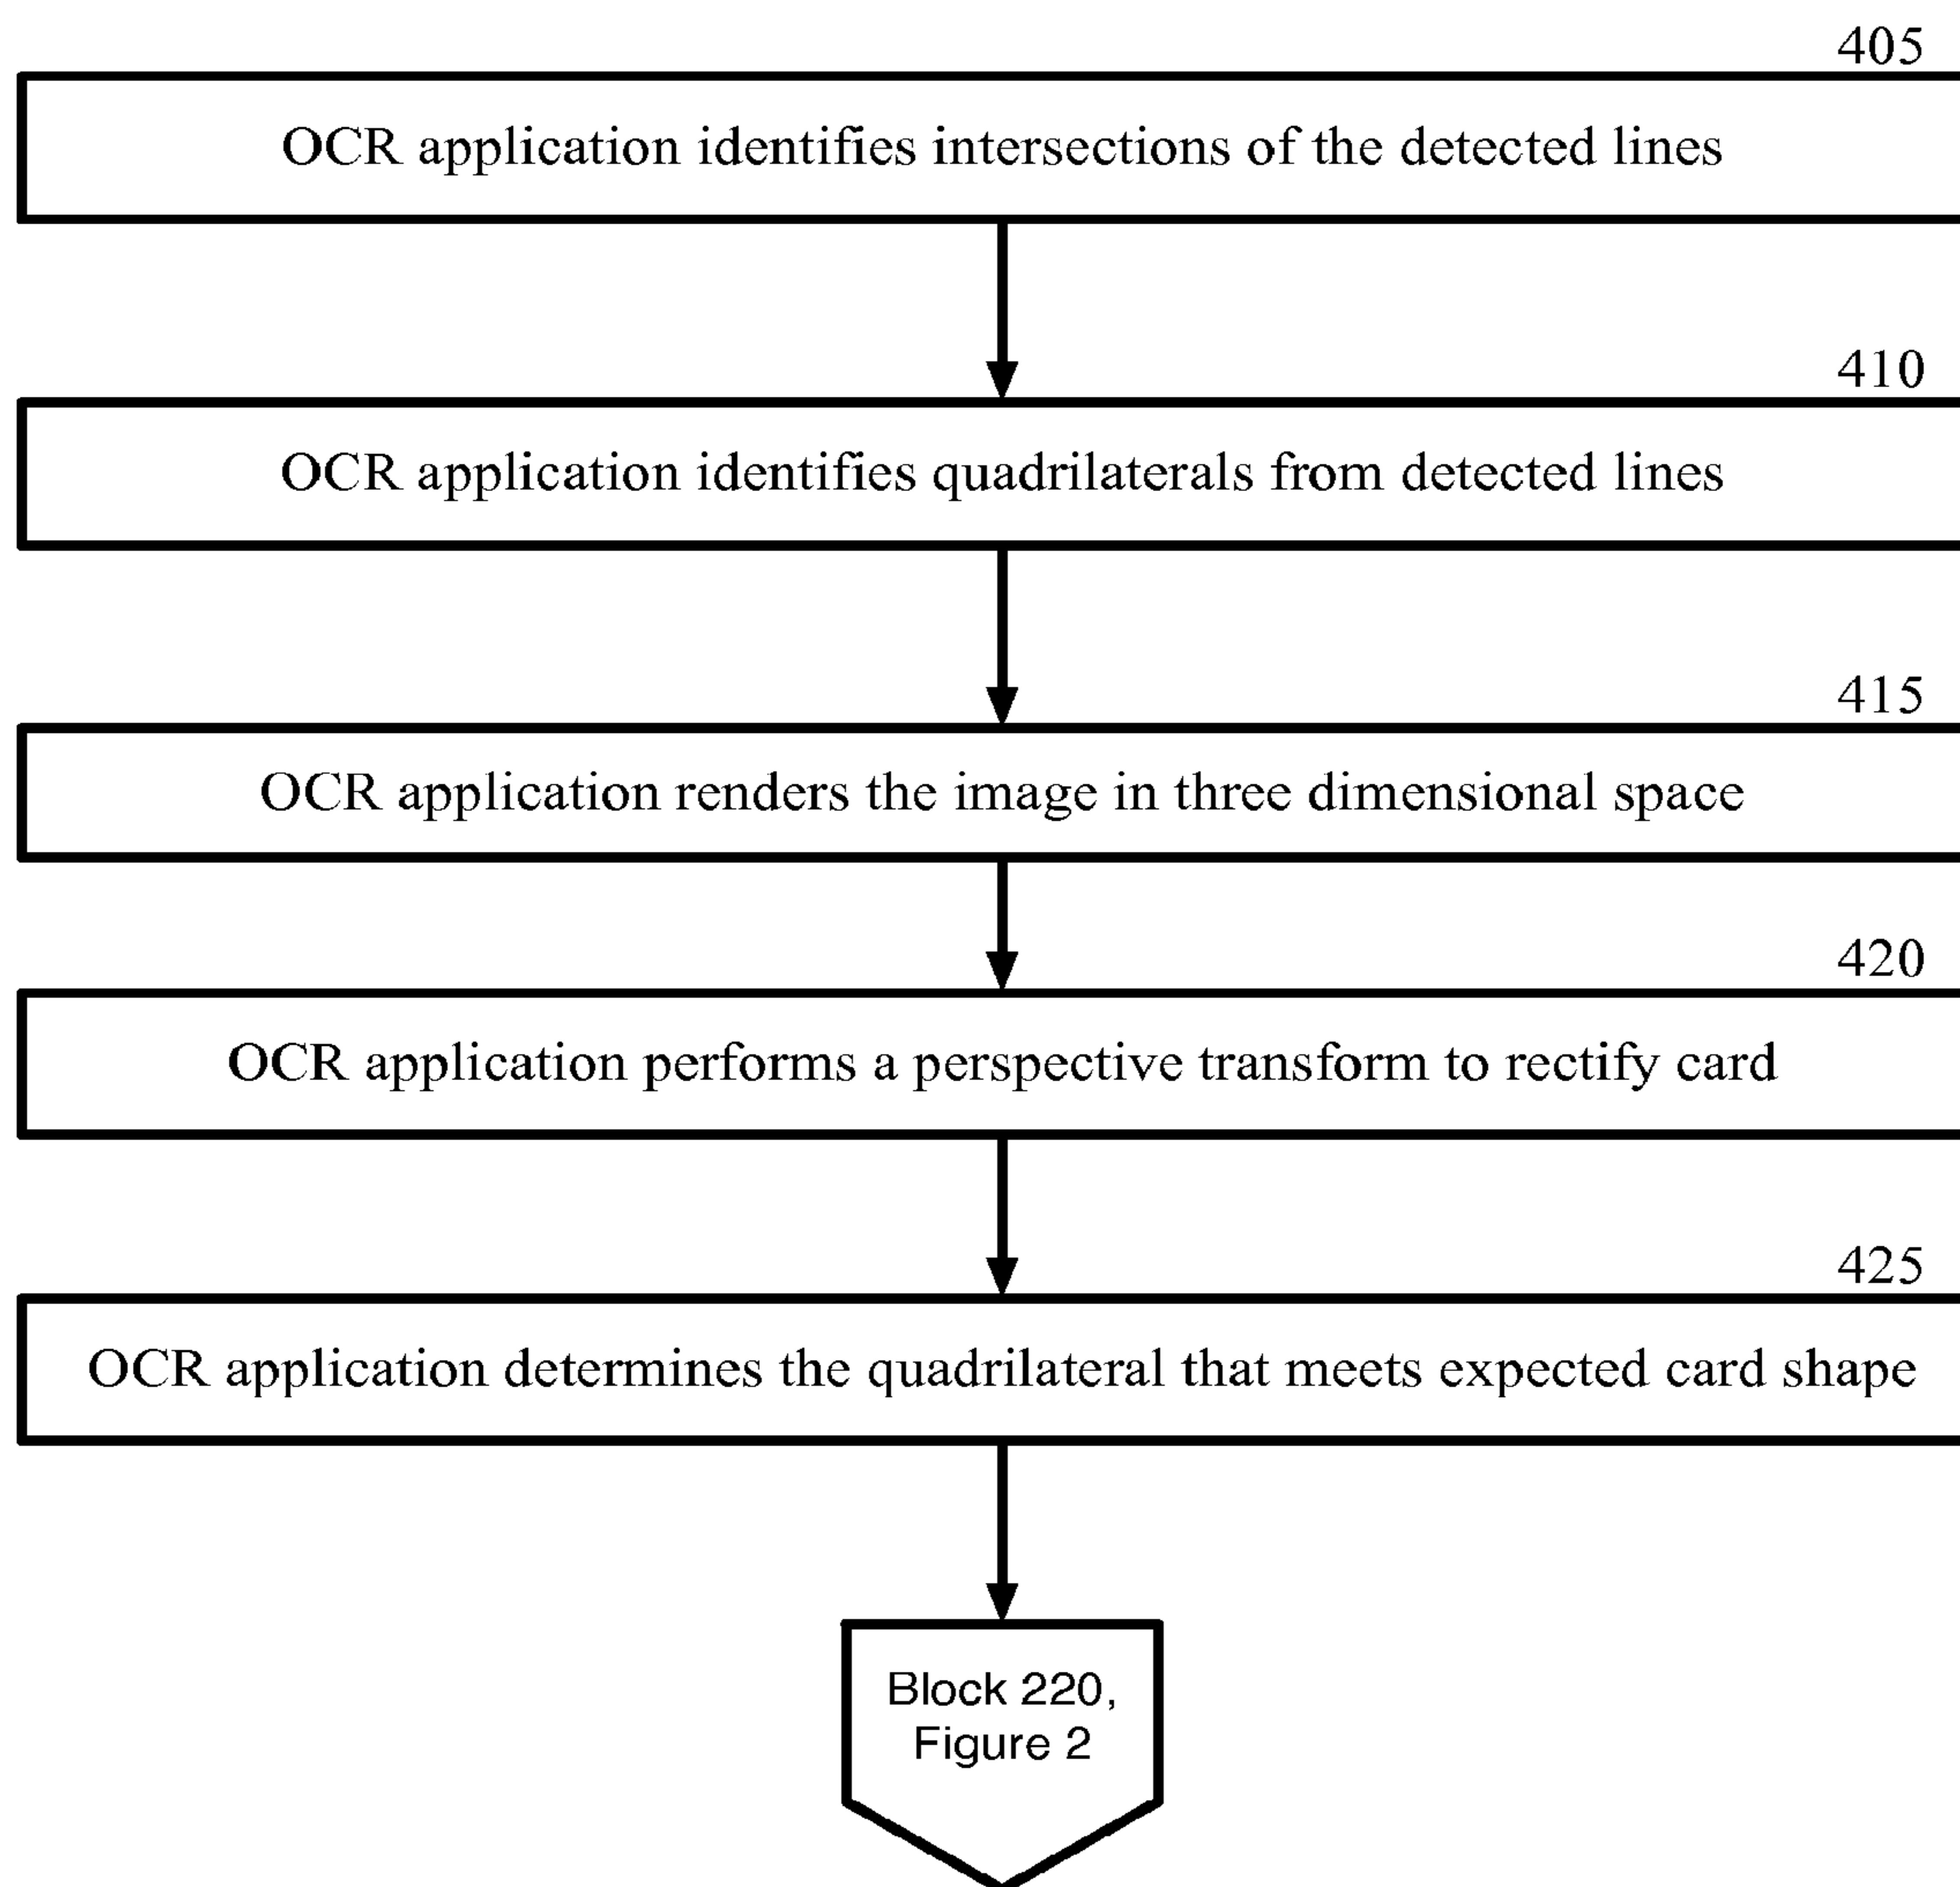 405
OCR application identifies intersections of the detected lines
410
OCR application identifies quadrilaterals from detected lines
415
OCR application renders the image in three dimensional space
420
OCR application performs a perspective transform to rectify card
425
OCR application determines the quadrilateral that meets expected card shape
Block 220,
Figure 2